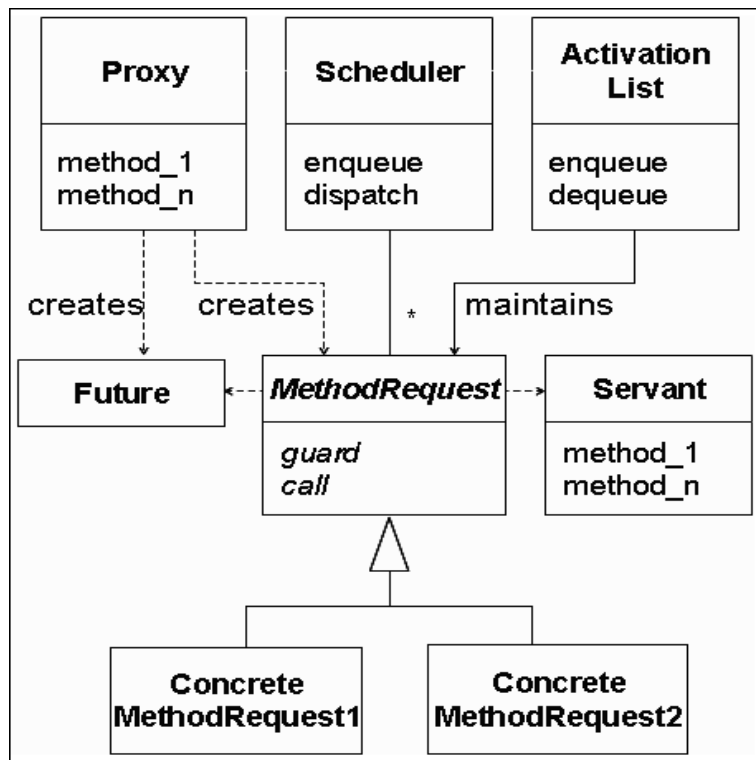 Proxy
method_1
method_n
Scheduler
enqueue
dispatch
Activation
List
enqueue
dequeue
creates
creates
*
maintains
Future
MethodRequest
guard
call
Servant
method_1
method_n
Concrete
MethodRequest1
Concrete
MethodRequest2